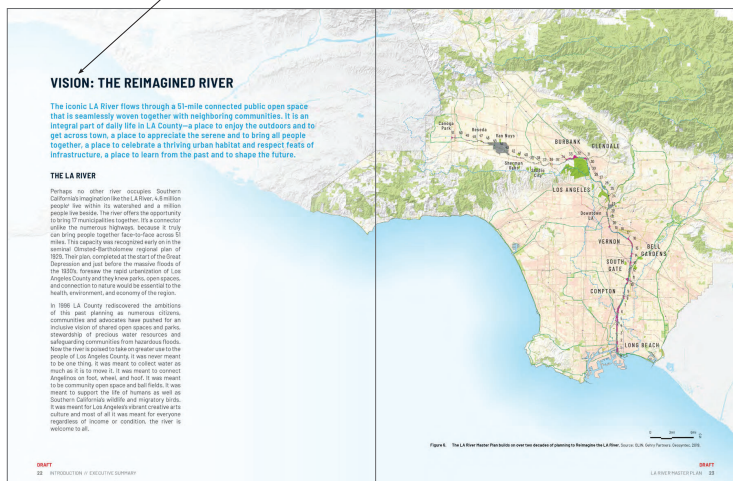 VISION: THE REIMAGINED RIVER
The iconic LA River flows through a 51-mile connected public open space
that is seamlessly woven together with neighboring communities. It is an
integral part of daily life in LA County—a place to enjoy the outdoors and to
get across town, a place to appreciate the serene and to bring all people
together, a place to celebrate a thriving urban habitat and respect feats of
infrastructure, a place to learn from the past and to shape the future.
THE LA RIVER
Perhaps no other river occupies Southern
California's imagination like the LA River. 4.6 million
people live within its watershed and a million
people live beside. The river offers the opportunity
to bring 17 municipalities together. It's a connector
unlike the numerous highways, because it truly
can bring people together face-to-face across 51
miles. This capacity was recognized early on in the
seminal Olmsted-Bartholomew regional plan of
1929. Their plan, completed at the start of the Great
Depression and just before the massive floods of
the 1930's, foresaw the rapid urbanization of Los
Angeles County and they knew parks, open spaces,
and connection to nature would be essential to the
health, environment, and economy of the region.
In 1996 LA County rediscovered the ambitions
of this past planning as numerous citizens,
communities and advocates have pushed for an
inclusive vision of shared open spaces and parks,
stewardship of precious water resources and
safeguarding communities from hazardous floods.
Now the river is poised to take on greater use to the
people of Los Angeles County, it was never meant
to be one thing, it was meant to collect water as
much as it is to move it. It was meant to connect
Angelinos on foot, wheel, and hoof. It was meant
to be community open space and ball fields. It was
meant to support the life of humans as well as
Southern California's wildlife and migratory birds.
It was meant for Los Angeles's vibrant creative arts
culture and most of all it was meant for everyone
regardless of income or condition, the river is
welcome to all.
DRAFT
22 INTRODUCTION // EXECUTIVE SUMMARY
Canoga
Park
Reseda
Van Nuys
Sherman
Oaks
Studio
City
BURBANK
GLENDALE
LOS ANGELES
Downtown
LA
VERNON
BELL
GARDENS
SOUTH
GATE
COMPTON
LONG BEACH
Figure 6. The LA River Master Plan builds on over two decades of planning to Reimagine the LA River. Source: OLIN, Gehry Partners, Geosyntec, 2019.
DRAFT
LA RIVER MASTER PLAN 23